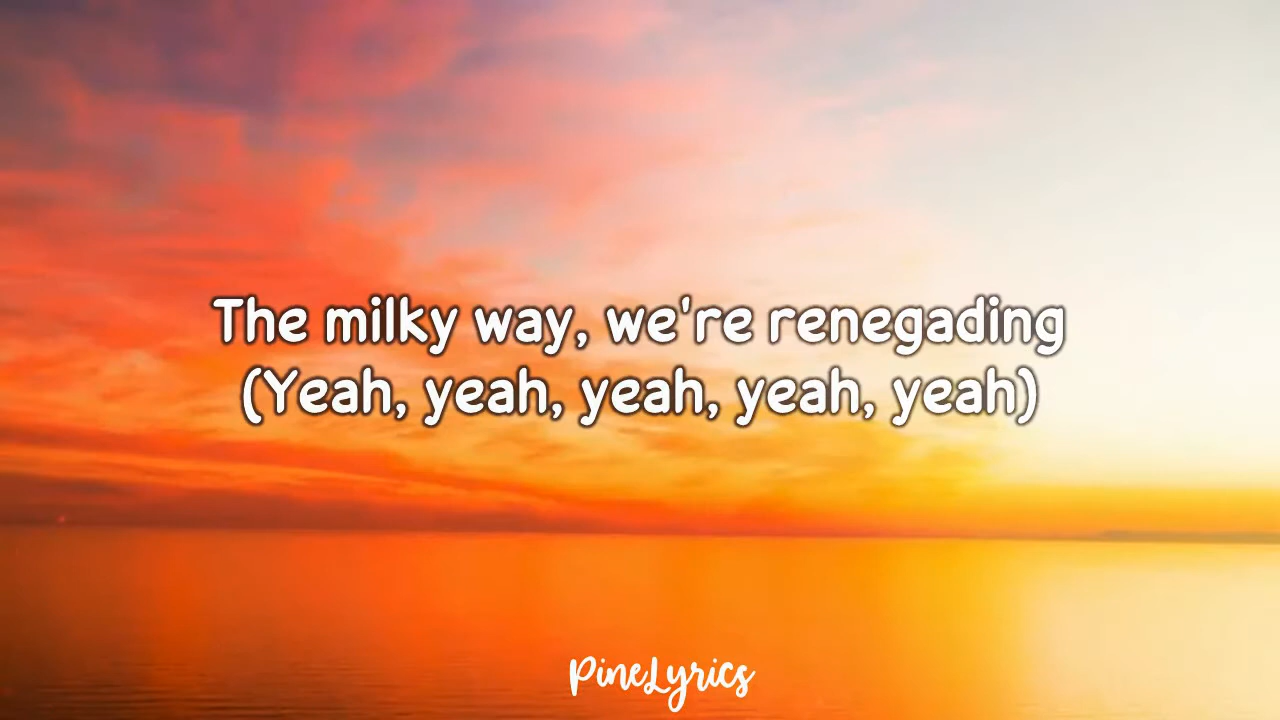 The milky way, we're renegading
(Yeah, yeah, yeah, yeah, yeah)
PineLyrics